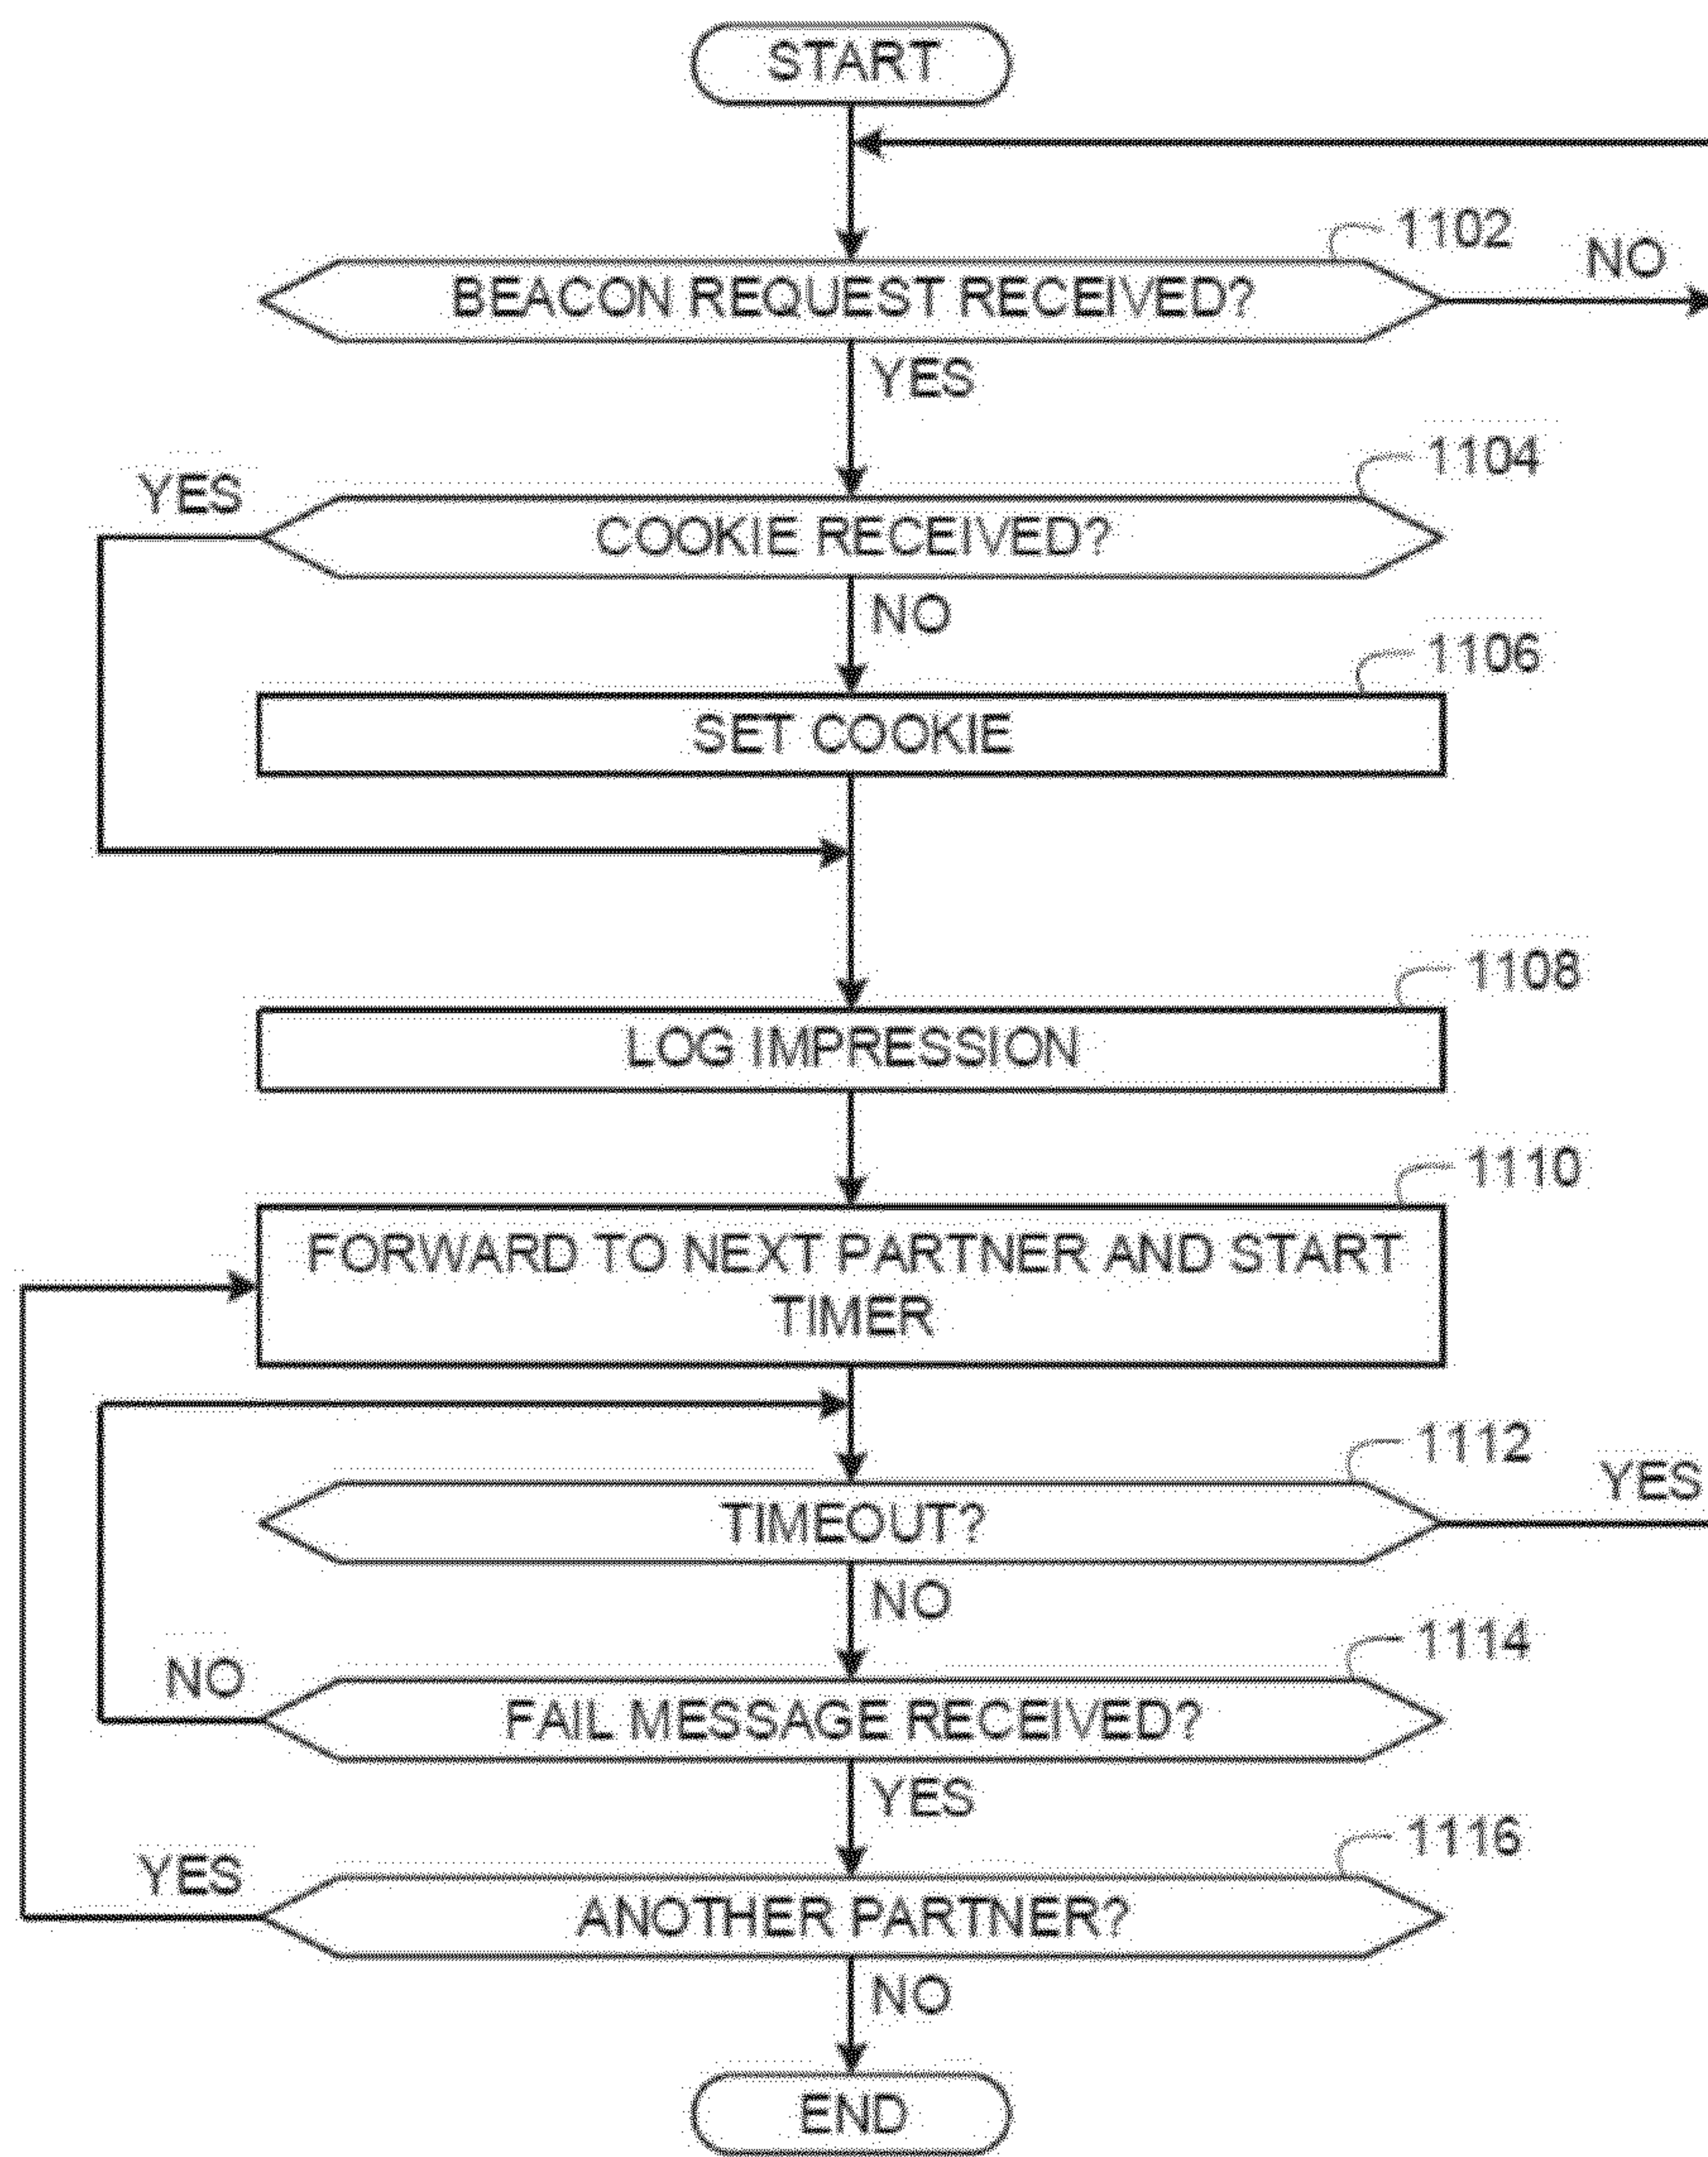 START
1102
NO
BEACON REQUEST RECEIVED?
YES
1104
YES
COOKIE RECEIVED?
NO
1106
SET COOKIE
1108
LOG IMPRESSION
1110
FORWARD TO NEXT PARTNER AND START
TIMER
1112
YES
TIMEOUT?
NO
1114
NO
FAIL MESSAGE RECEIVED?
YES
1116
YES
ANOTHER PARTNER?
NO
END